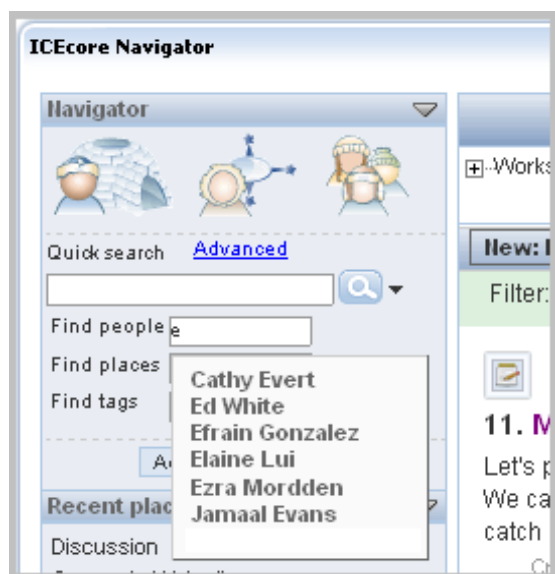 ICEcore Navigator
Navigator
Quick search Advanced
Find people e
Find places
Find tags
Cathy Evert
Ed White
Efrain Gonzalez
Elaine Lui
Ezra Mordden
Jamaal Evans
Discussion
New:
Filter:
11.
Let's
We
catch